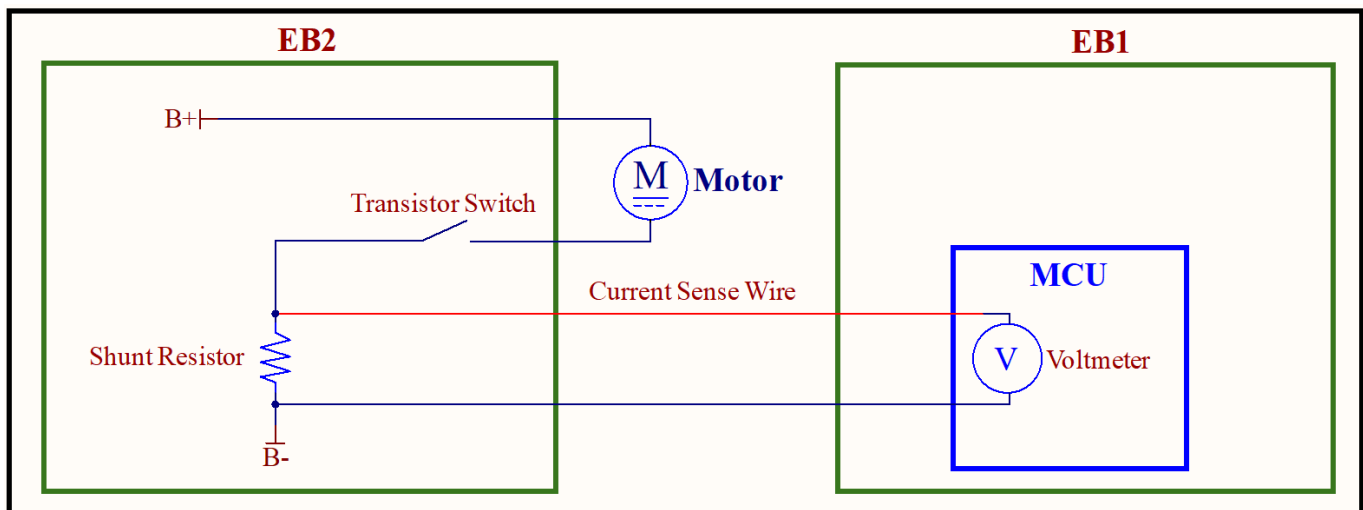 EB2
EB1
B+
M
Motor
Transistor Switch
MCU
Current Sense Wire
Shunt Resistor
V
Voltmeter
B-